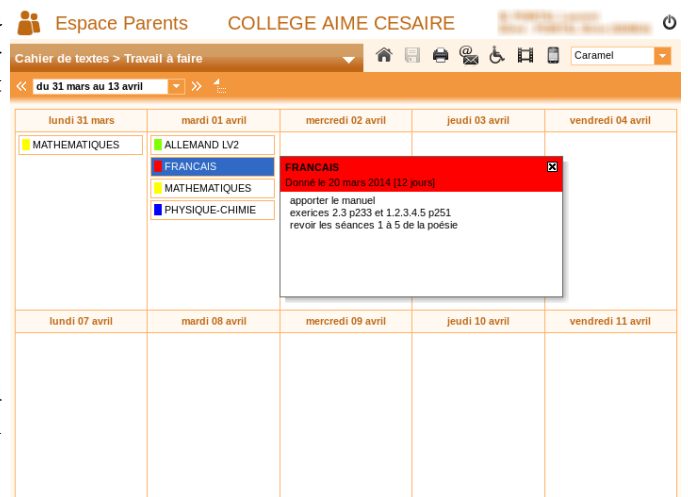 Espace Parents COLLEGE AIME CESAIRE
Cahier de textes > Travail à faire
Caramel
du 31 mars au 13 avril
lundi 31 mars mardi 01 avril mercredi 02 avril jeudi 03 avril vendredi 04 avril
MATHEMATIQUES
ALLEMAND LV2
FRANCAIS
MATHEMATIQUES
PHYSIQUE-CHIMIE
FRANCAIS
Donné le 20 mars 2014 [12 jours]
apporter le manuel
exerices 2.3 p233 et 1.2.3.4.5 p251
revoir les séances 1 à 5 de la poésie
lundi 07 avril mardi 08 avril mercredi 09 avril jeudi 10 avril vendredi 11 avril